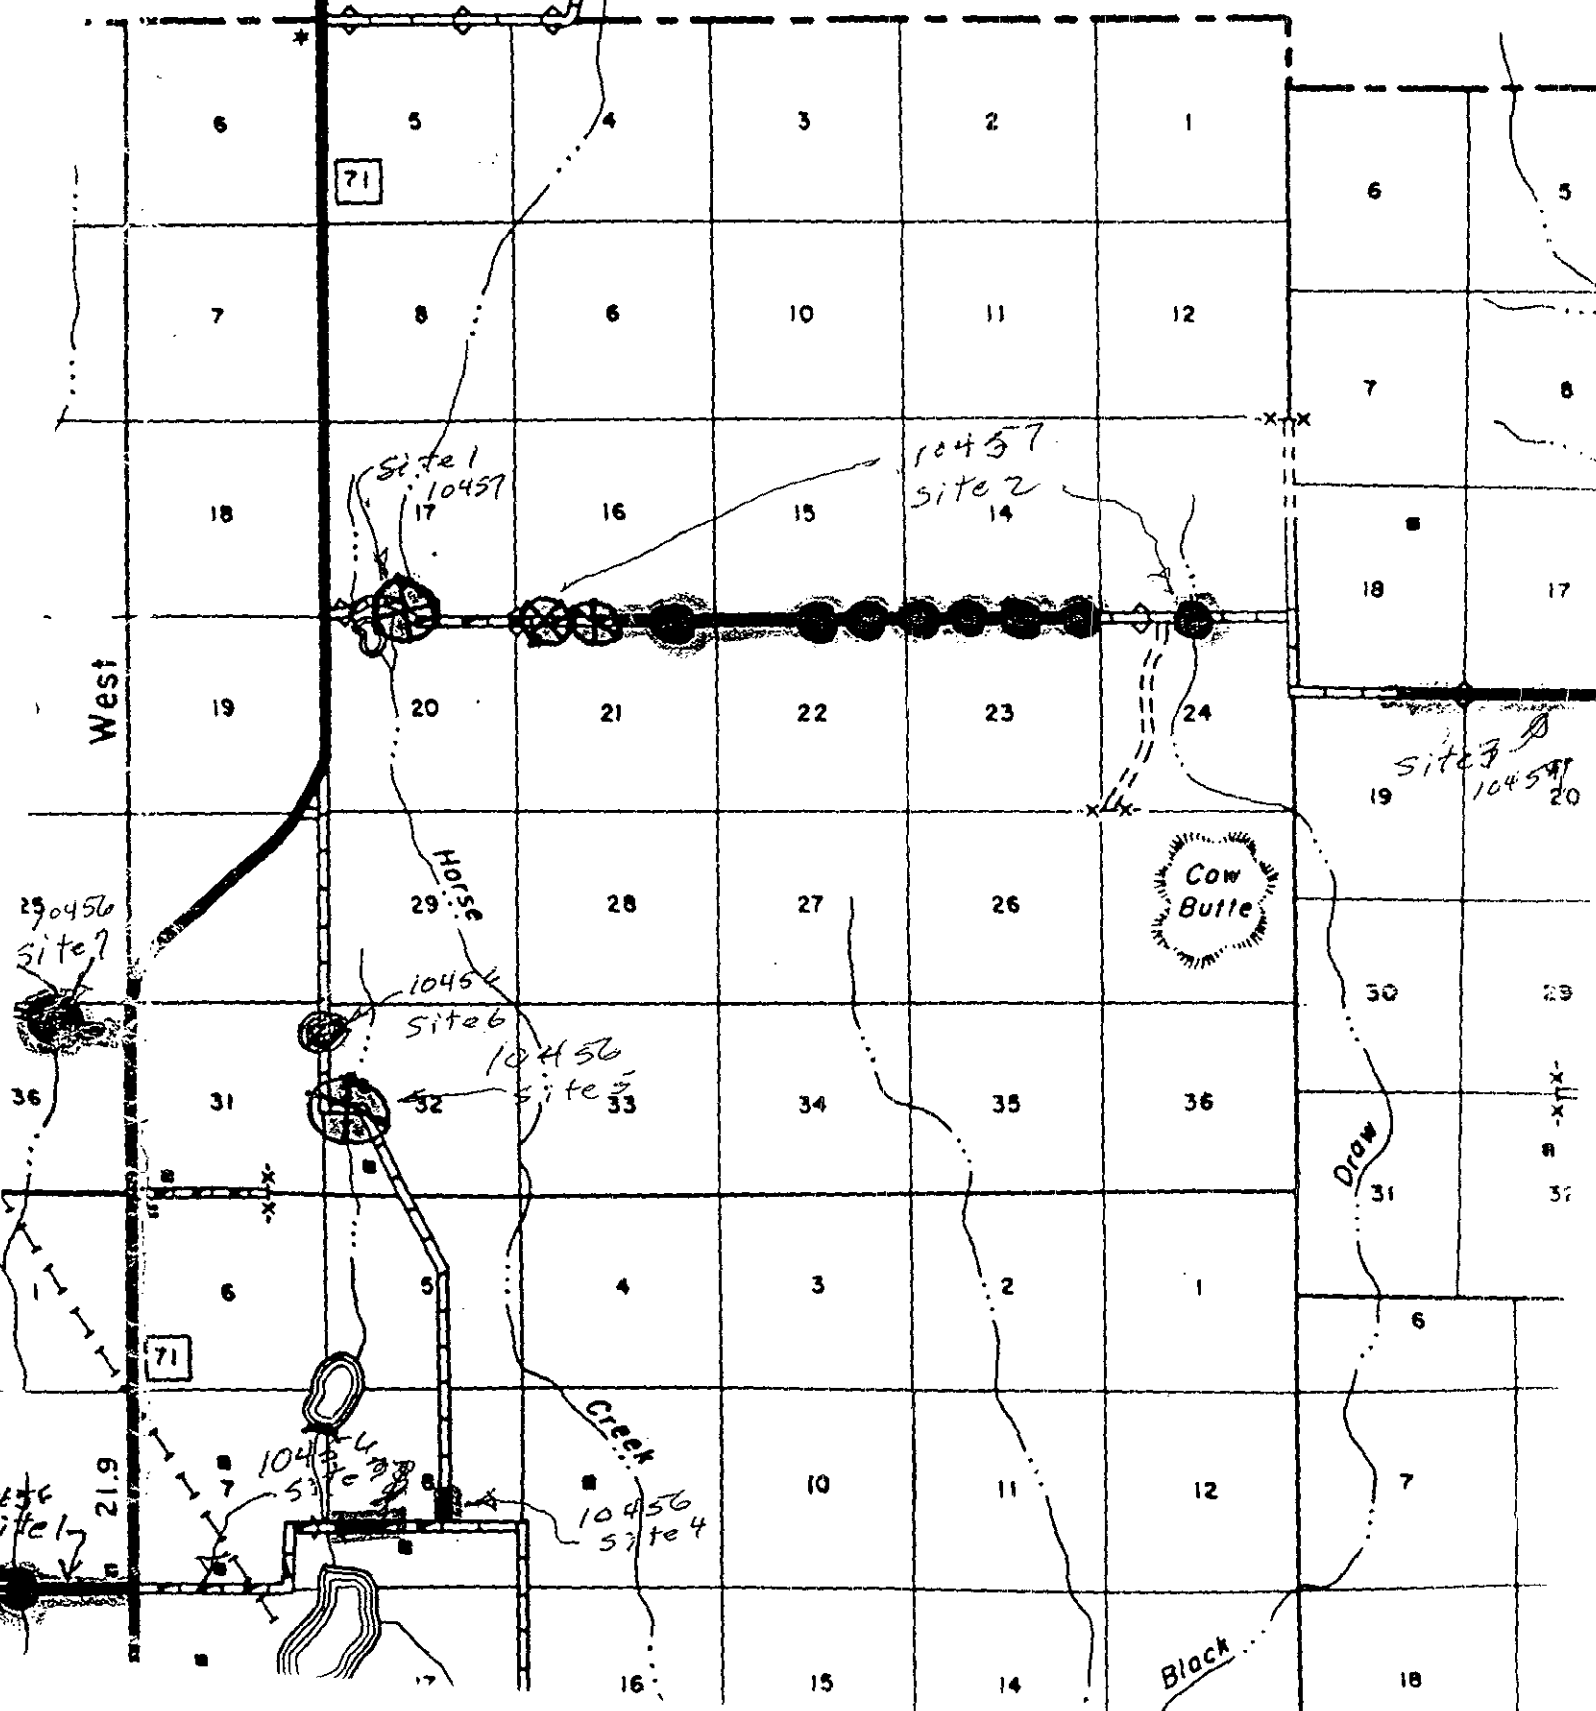 6 5 4 3 2 1
71
6 5
7 8 6 10 11 12
7 8
Site 1
10457
10457
site 2
18 17 16 15 14
18 17
West
19 20 21 22 23 24
site 3
19 20
Horse
Cow
Butte
29 28 27 26
10456
site 7
30 29
site 6
10456
site 5
36 31 32 33 34 35 36
Draw
31
1 6 5 4 3 2 1
6
71
Creek
21.9
7 8 10 11 12
7
10456
site 4
Black
17 16 15 14
18